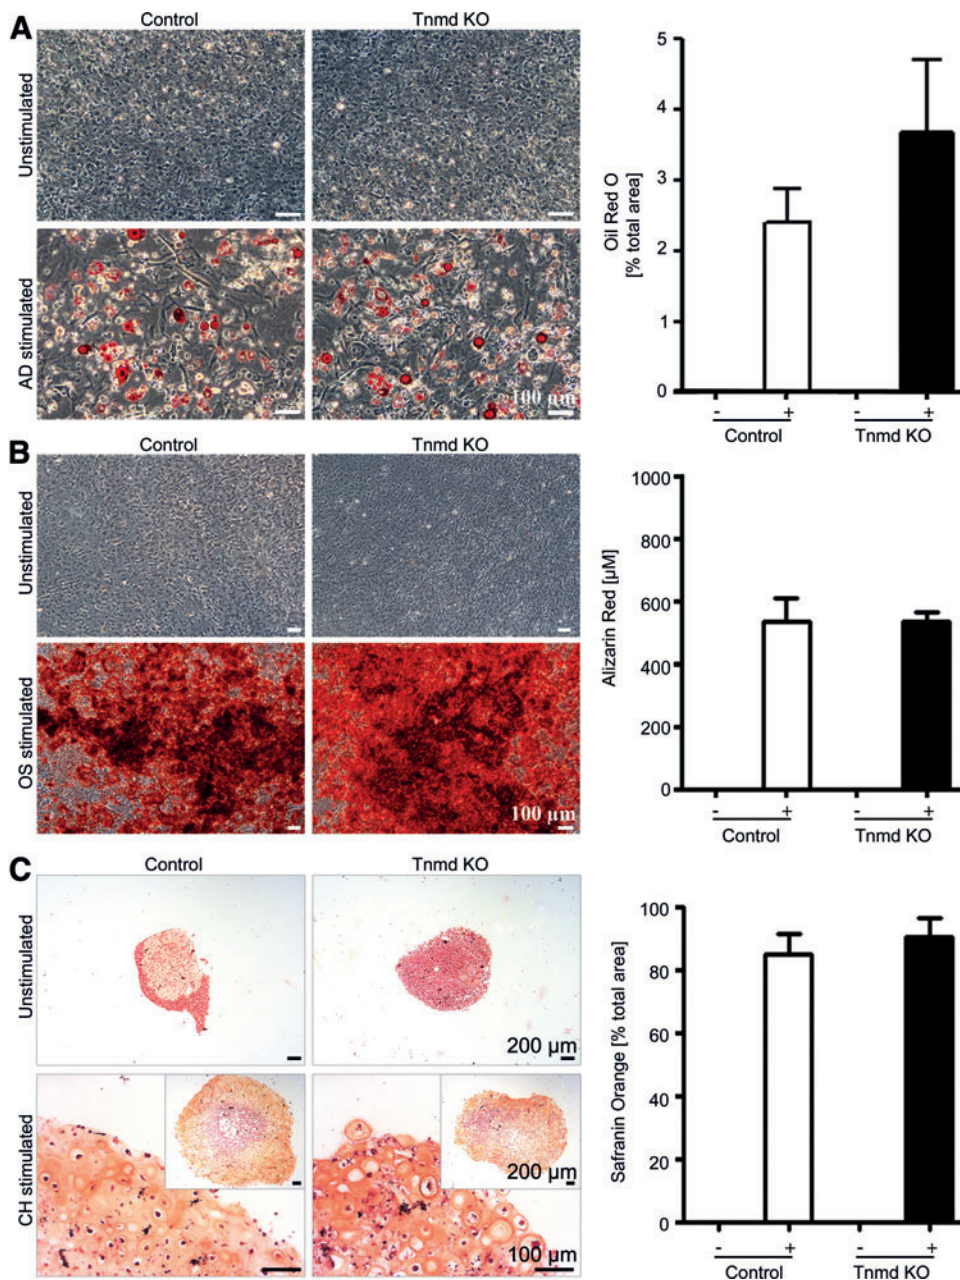 A
Control
Tnmd KO
Unstimulated
AD stimulated
100 µm
Oil Red O
[% total area]
5
4
3
2
1
0
- + - +
Control
Tnmd KO
B
Control
Tnmd KO
Unstimulated
OS stimulated
100 µm
Alizarin Red [µM]
1000
800
600
400
200
0
- + - +
Control
Tnmd KO
C
Control
Tnmd KO
Unstimulated
200 µm
CH stimulated
200 µm
100 µm
Safranin Orange [% total area]
100
80
60
40
20
0
- + - +
Control
Tnmd KO